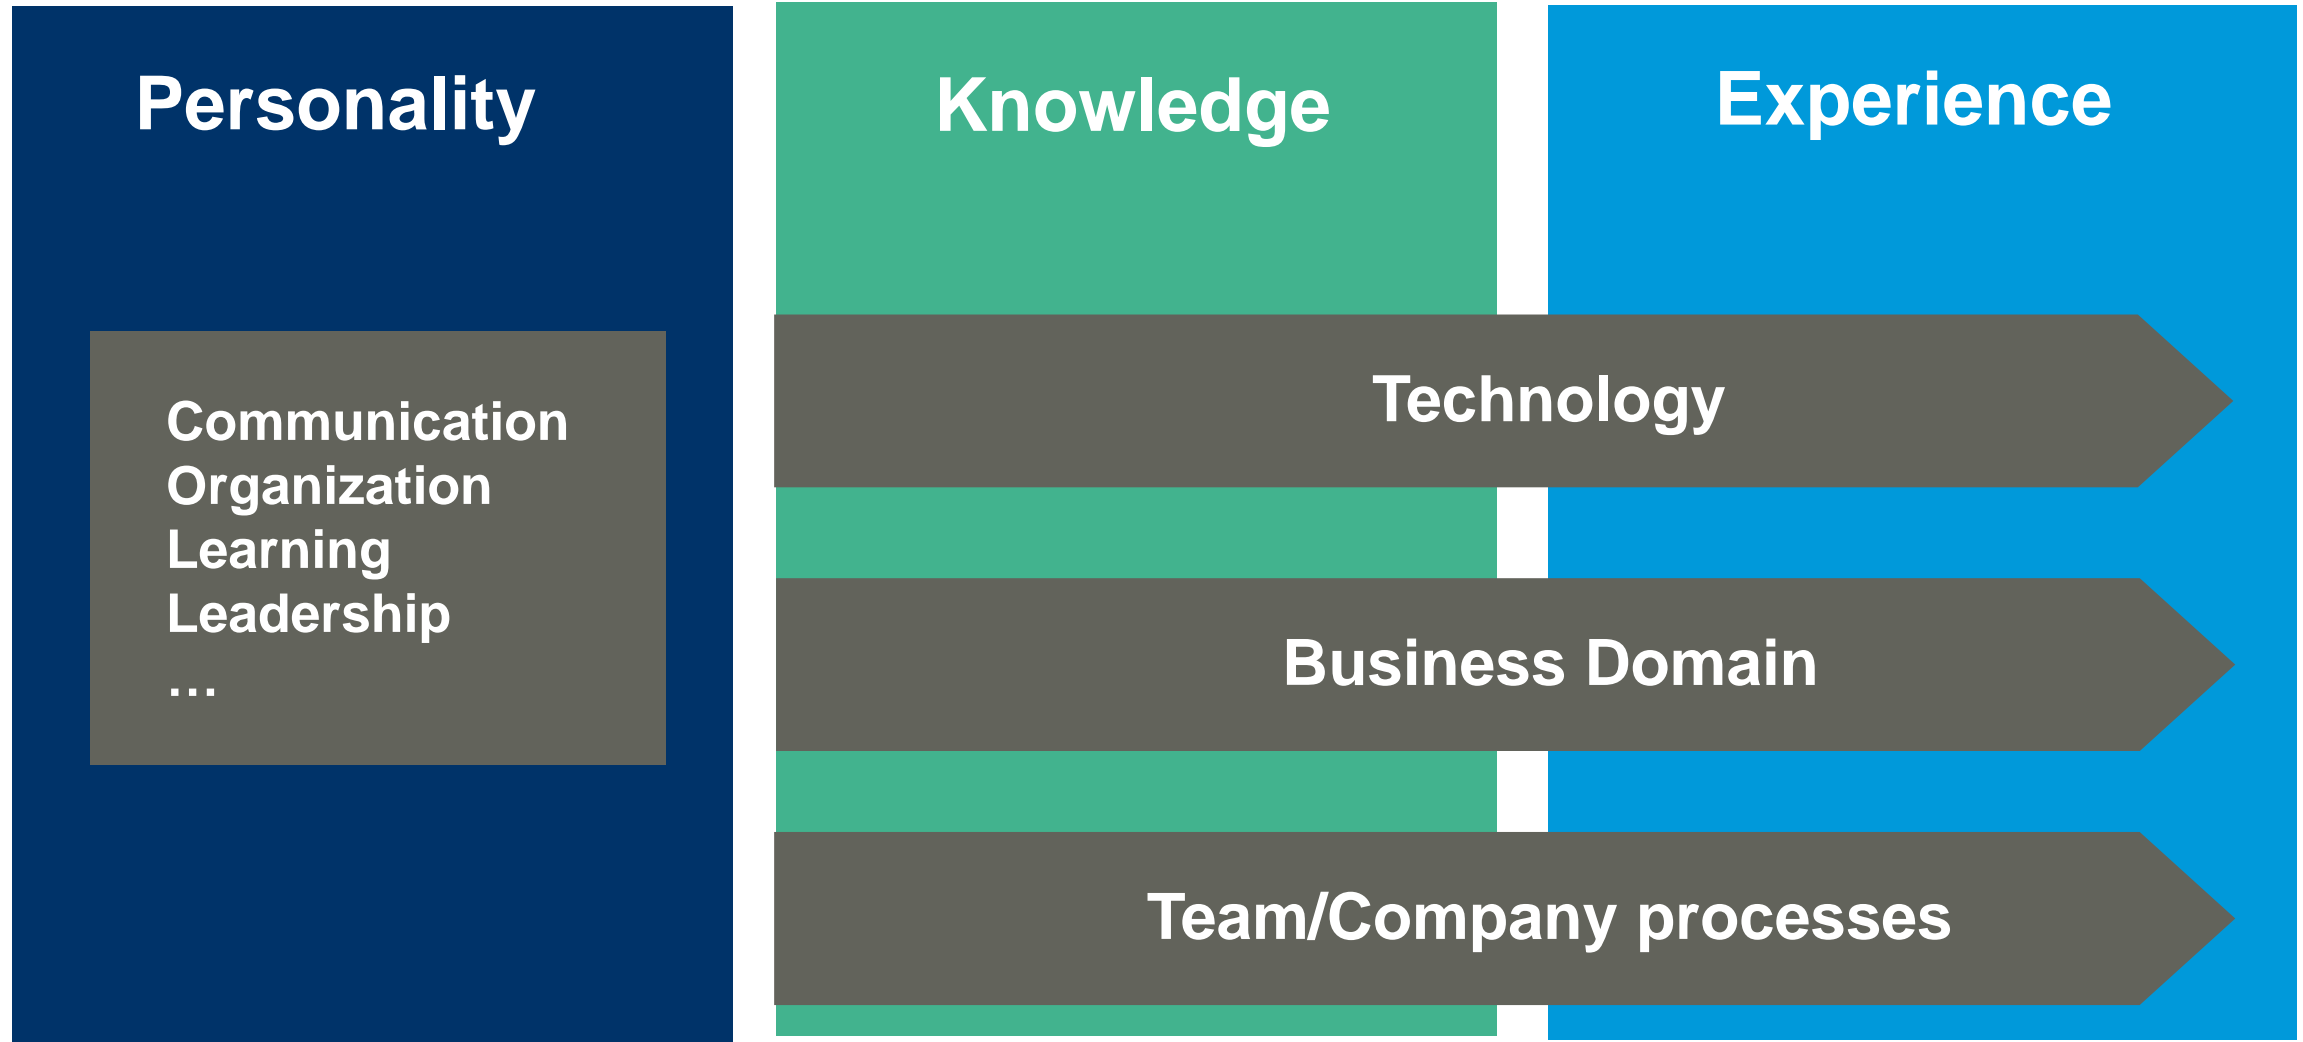 Personality
Communication
Organization
Learning
Leadership
…
Knowledge
Experience
Technology
Business Domain
Team/Company processes